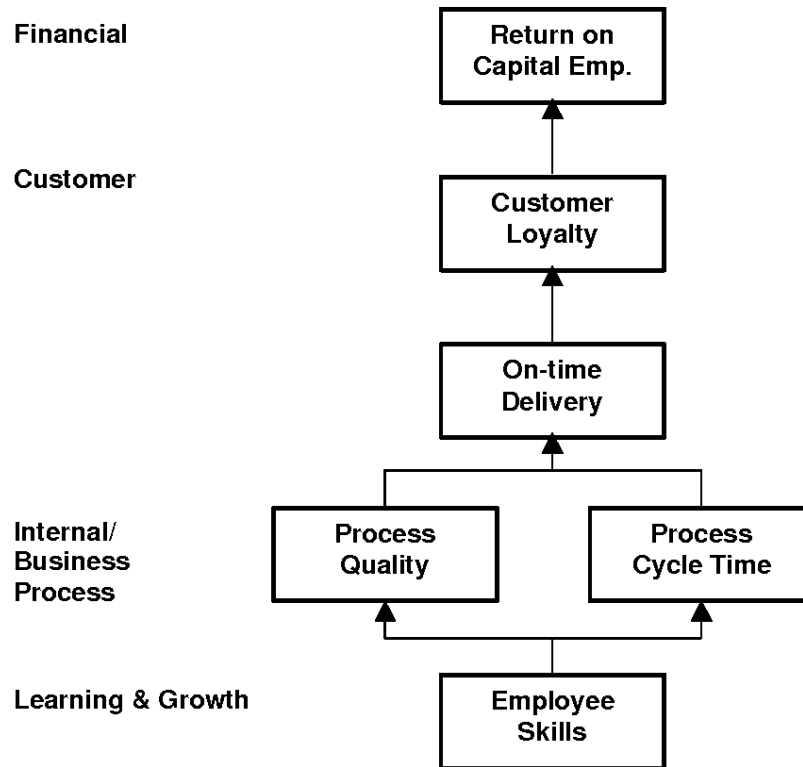 Financial
Return on
Capital Emp.
Customer
Customer
Loyalty
On-time
Delivery
Internal/
Business
Process
Process
Quality
Process
Cycle Time
Learning & Growth
Employee
Skills